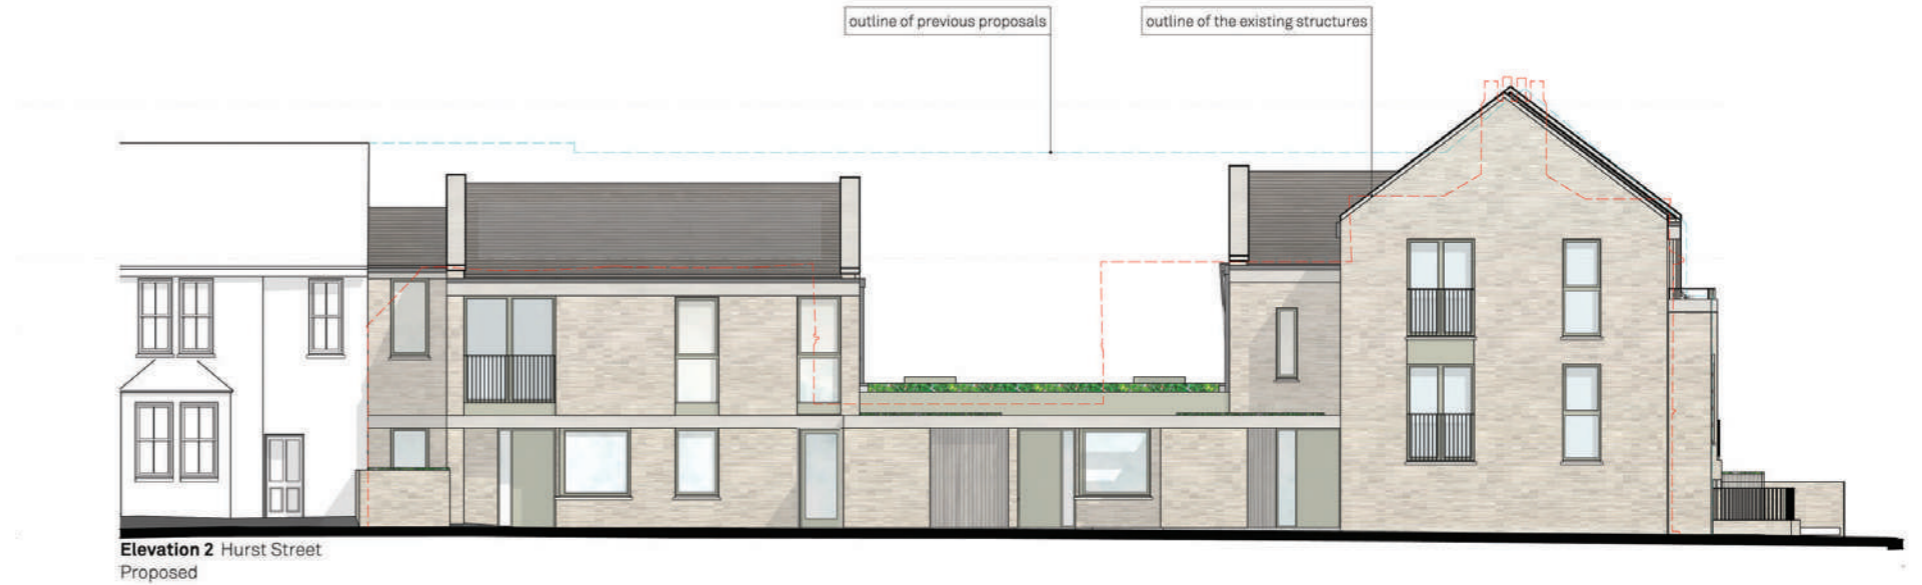 outline of previous proposals
outline of the existing structures
Elevation 2 Hurst Street
Proposed